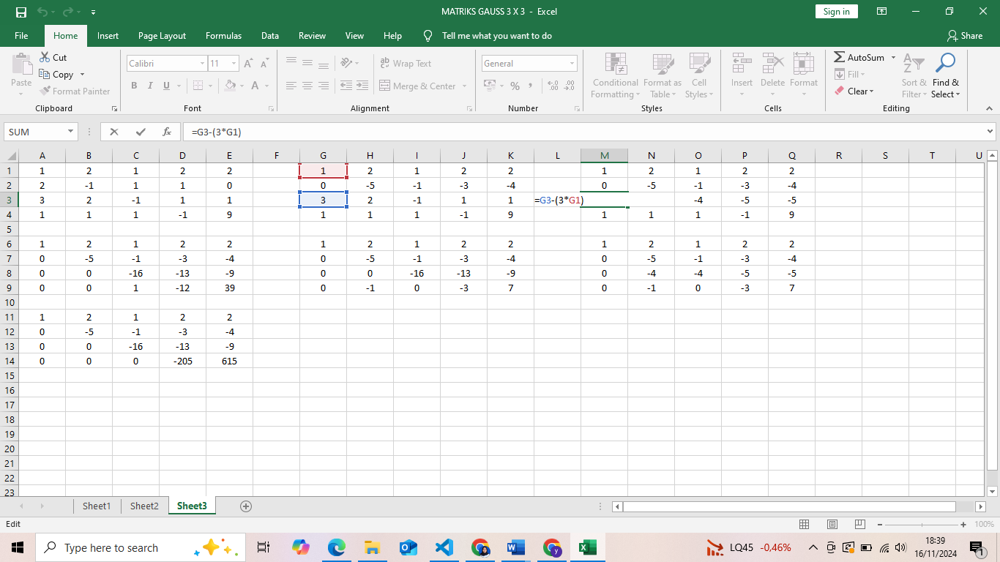 MATRIKS GAUSS 3 X 3 - Excel
Sign in
File Home Insert Page Layout Formulas Data Review View Help Tell me what you want to do Share
Paste
Cut
Copy
Format Painter
Clipboard
Calibri 11
B I U
Font
Wrap Text
Merge & Center
Alignment
General
Number
Conditional Formatting
Format as Table
Cell Styles
Styles
Insert Delete Format
Cells
AutoSum
Fill
Clear
Sort & Filter
Find & Select
Editing
SUM =G3-(3*G1)
A B C D E F G H I J K L M N O P Q R S T U
1 1 2 1 2 2 1 2 1 2 2 1 2 1 2 2
2 2 -1 1 1 0 0 -5 -1 -3 -4 0 -5 -1 -3 -4
3 3 2 -1 1 1 3 2 -1 1 1 =G3-(3*G1) -4 -5 -5
4 1 1 1 -1 9 1 1 1 -1 9 1 1 1 -1 9
5
6 1 2 1 2 2 1 2 1 2 2 1 2 1 2 2
7 0 -5 -1 -3 -4 0 -5 -1 -3 -4 0 -5 -1 -3 -4
8 0 0 -16 -13 -9 0 0 -16 -13 -9 0 -4 -4 -5 -5
9 0 0 1 -12 39 0 -1 0 -3 7 0 -1 0 -3 7
10
11 1 2 1 2 2
12 0 -5 -1 -3 -4
13 0 0 -16 -13 -9
14 0 0 0 -205 615
15
16
17
18
19
20
21
22
23
Sheet1 Sheet2 Sheet3
Edit 100%
Type here to search
LQ45 -0,46%
18:39
16/11/2024
1